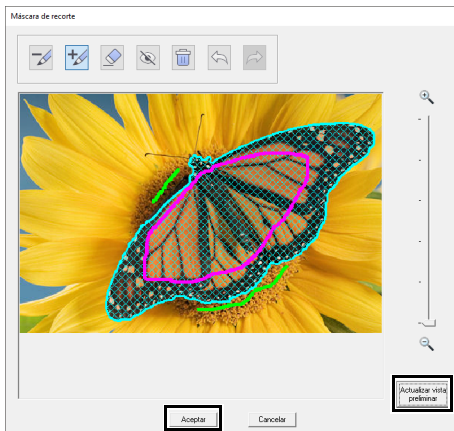 Máscara de recorte
Actualizar vista
preliminar
Aceptar
Cancelar